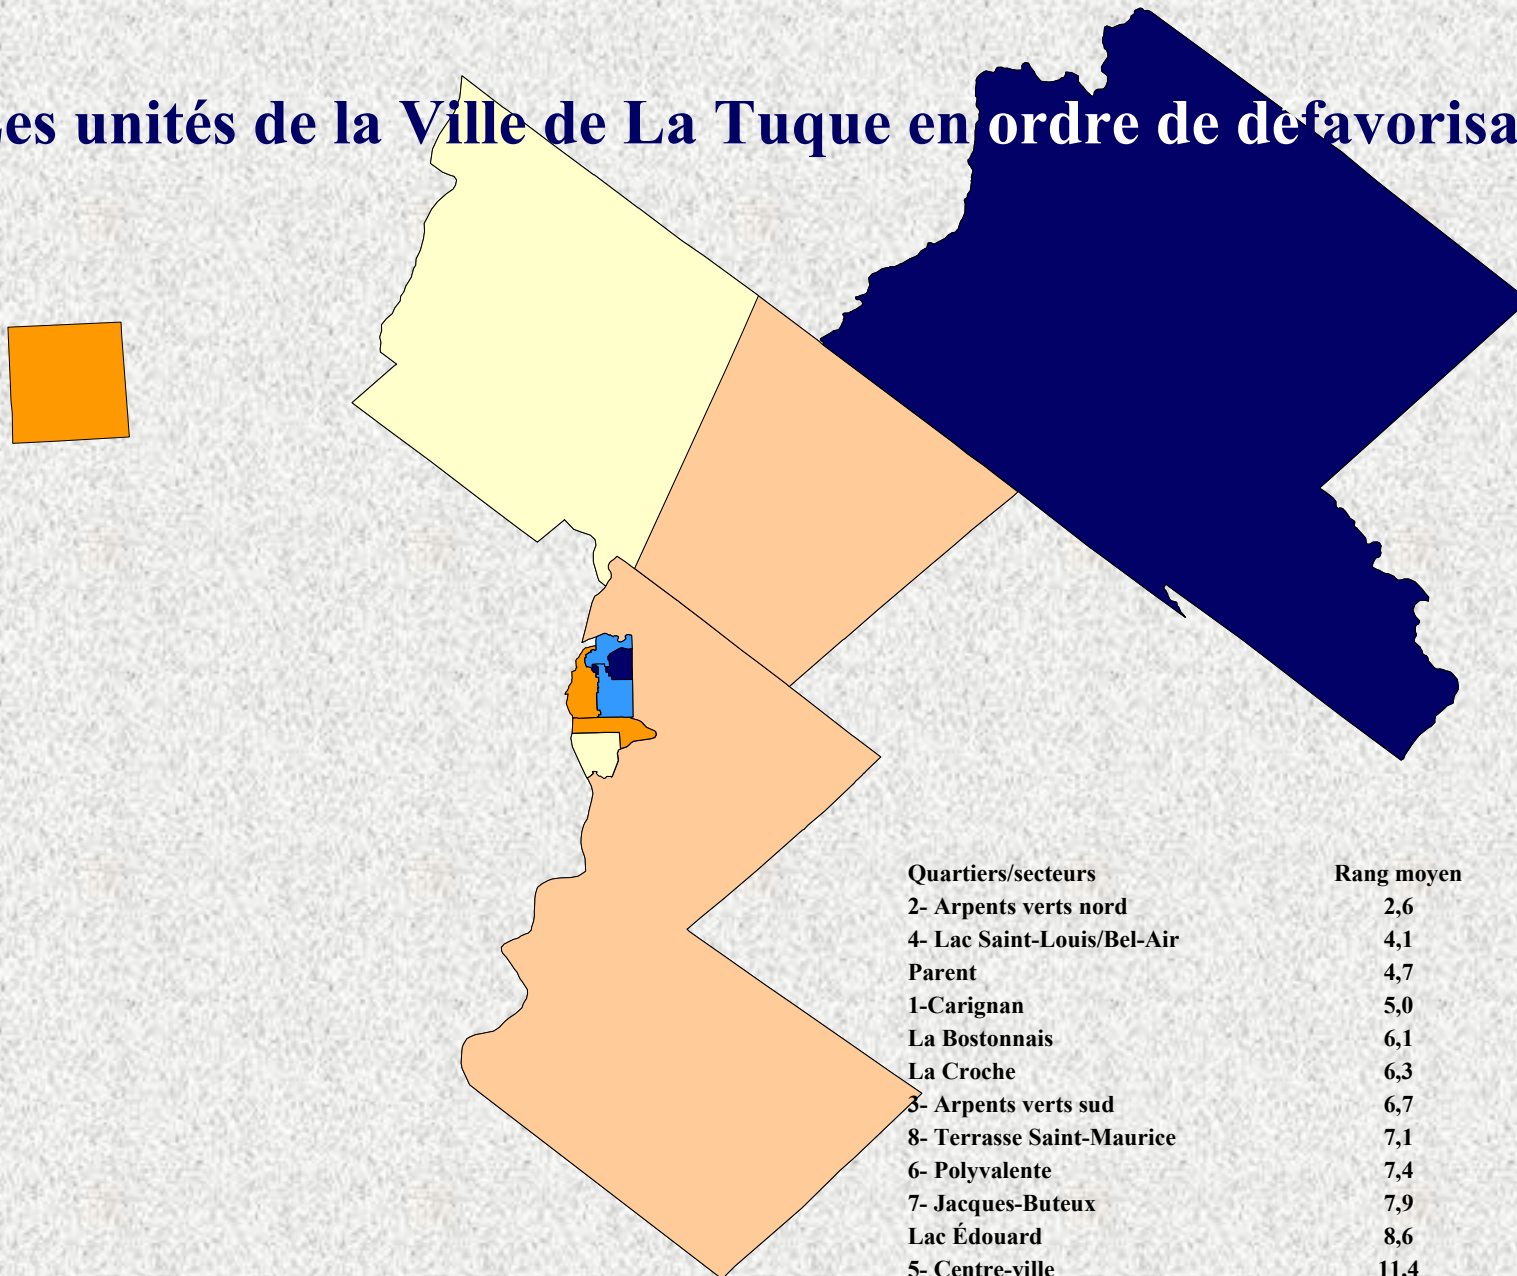 es unités de la Ville de La Tuque en ordre de défavorisa
Quartiers/secteurs Rang moyen
2- Arpents verts nord 2,6
4- Lac Saint-Louis/Bel-Air 4,1
Parent 4,7
1-Carignan 5,0
La Bostonnais 6,1
La Croche 6,3
3- Arpents verts sud 6,7
8- Terrasse Saint-Maurice 7,1
6- Polyvalente 7,4
7- Jacques-Buteux 7,9
Lac Édouard 8,6
5- Centre-ville 11,4